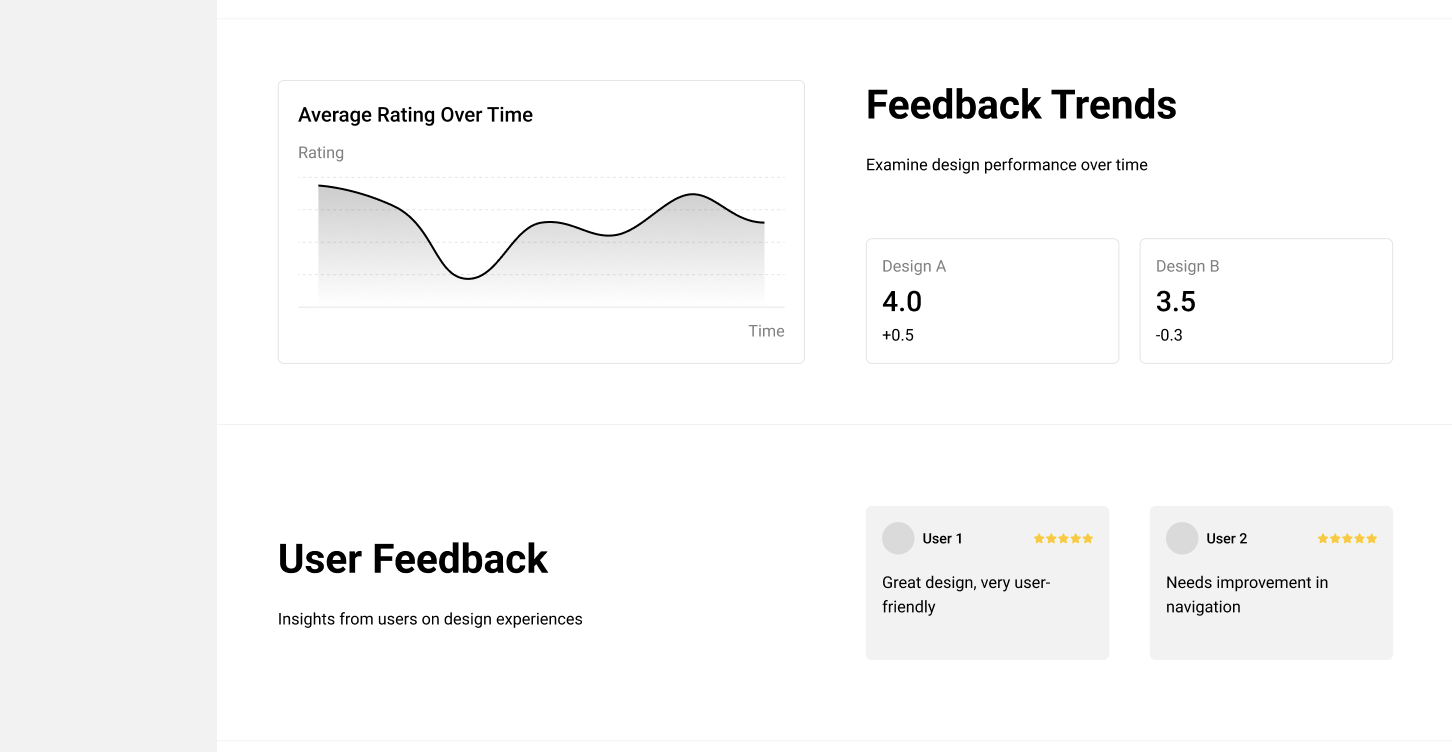 Average Rating Over Time
Rating
Time
Feedback Trends
Examine design performance over time
Design A
4.0
+0.5
Design B
3.5
-0.3
User Feedback
Insights from users on design experiences
User 1
Great design, very user-
friendly
User 2
Needs improvement in
navigation